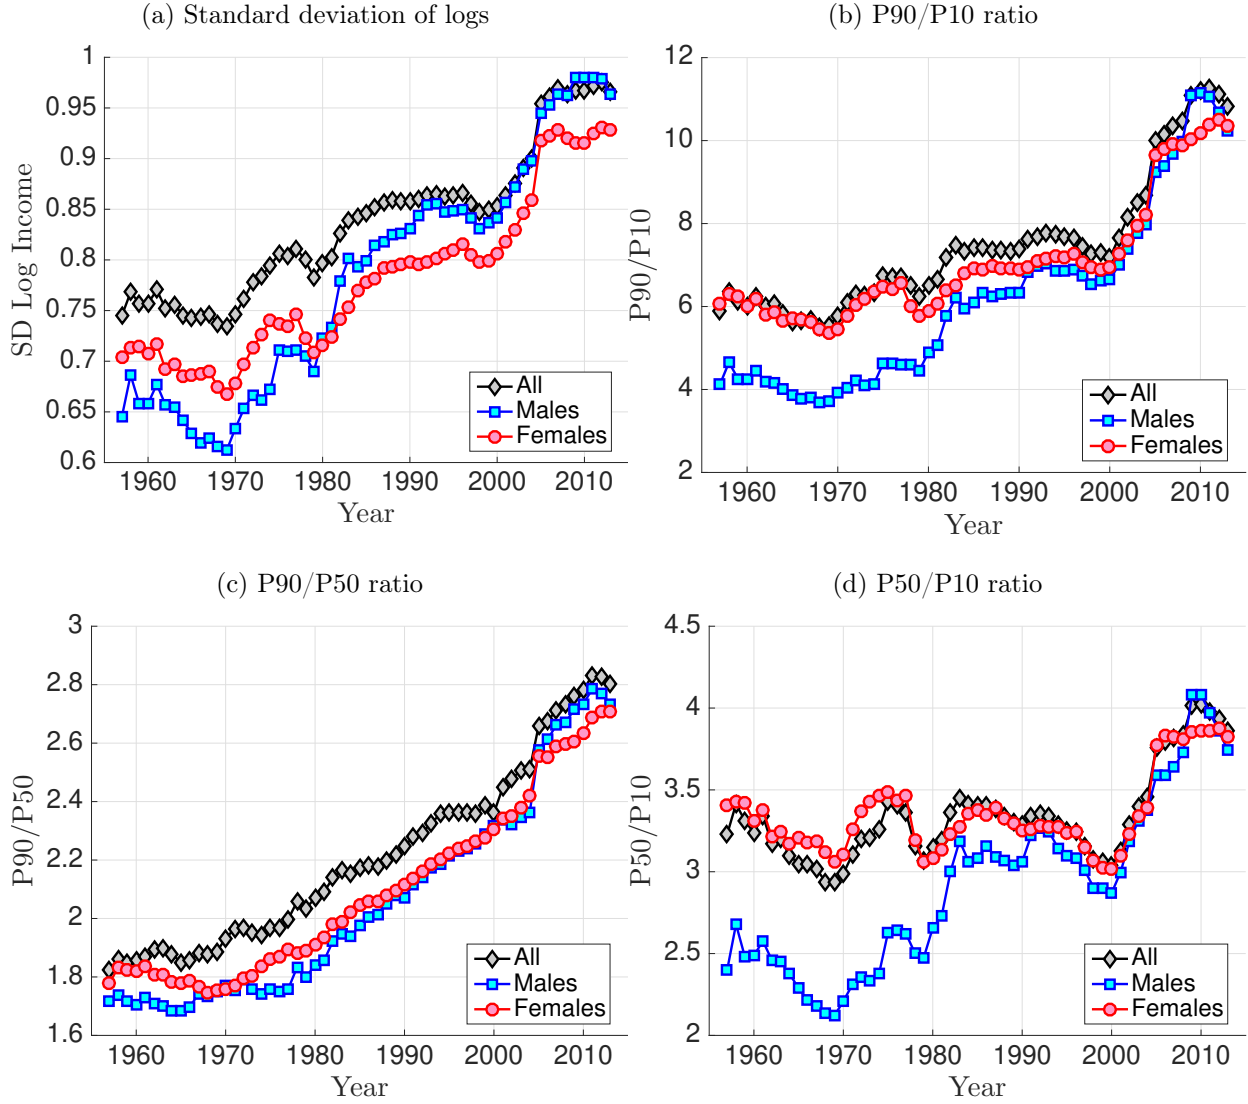 (a) Standard deviation of logs
1
0.95
0.9
0.85
0.8
0.75
0.7
0.65
0.6
SD Log Income
1960 1970 1980 1990 2000 2010
Year
All
Males
Females
(b) P90/P10 ratio
12
10
8
6
4
2
P90/P10
1960 1970 1980 1990 2000 2010
Year
All
Males
Females
(c) P90/P50 ratio
3
2.8
2.6
2.4
2.2
2
1.8
1.6
P90/P50
1960 1970 1980 1990 2000 2010
Year
All
Males
Females
(d) P50/P10 ratio
4.5
4
3.5
3
2.5
2
P50/P10
1960 1970 1980 1990 2000 2010
Year
All
Males
Females